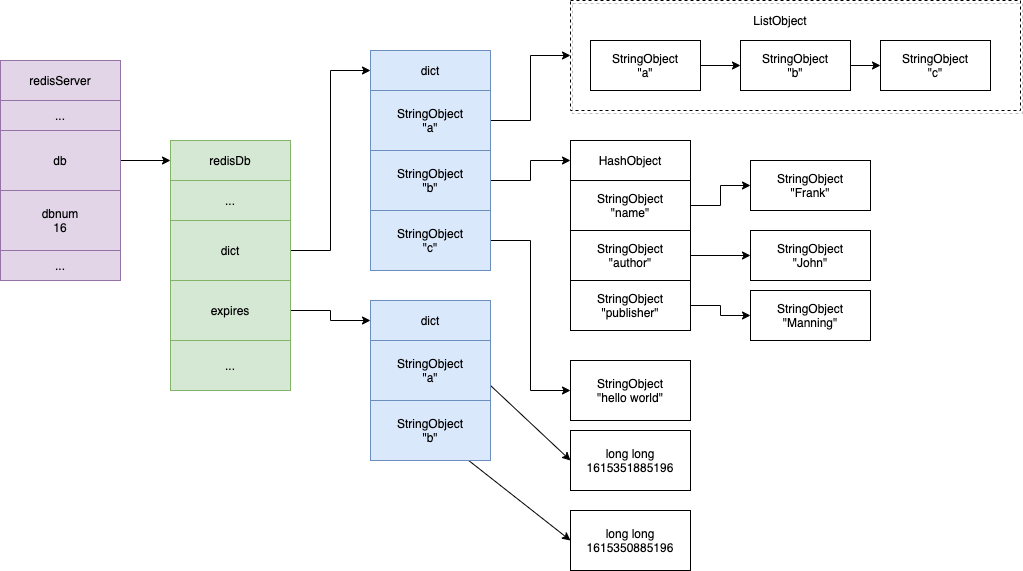 redisServer
...
db
dbnum
16
...
redisDb
...
dict
expires
...
dict
StringObject
"a"
StringObject
"b"
StringObject
"c"
dict
StringObject
"a"
StringObject
"b"
ListObject
StringObject
"a"
StringObject
"b"
StringObject
"c"
HashObject
StringObject
"name"
StringObject
"author"
StringObject
"publisher"
StringObject
"Frank"
StringObject
"John"
StringObject
"Manning"
StringObject
"hello world"
long long
1615351885196
long long
1615350885196